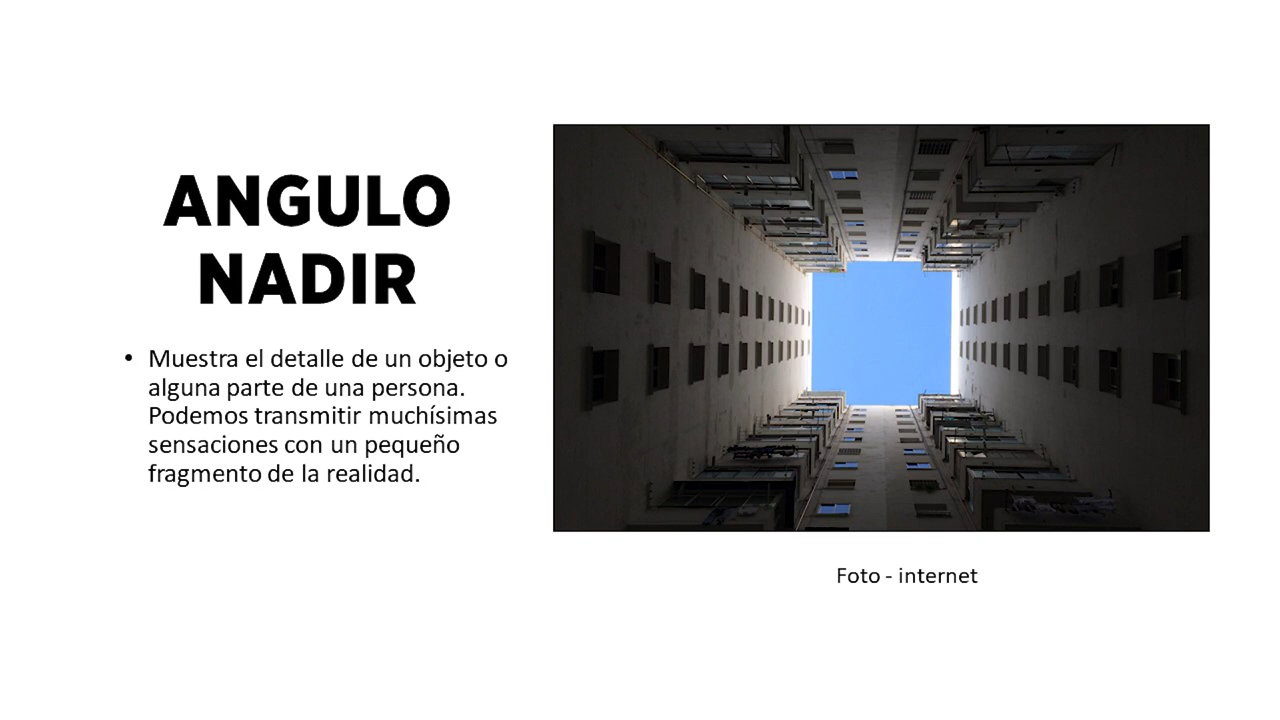 ANGULO
NADIR
• Muestra el detalle de un objeto o
alguna parte de una persona.
Podemos transmitir muchísimas
sensaciones con un pequeño
fragmento de la realidad.
Foto - internet